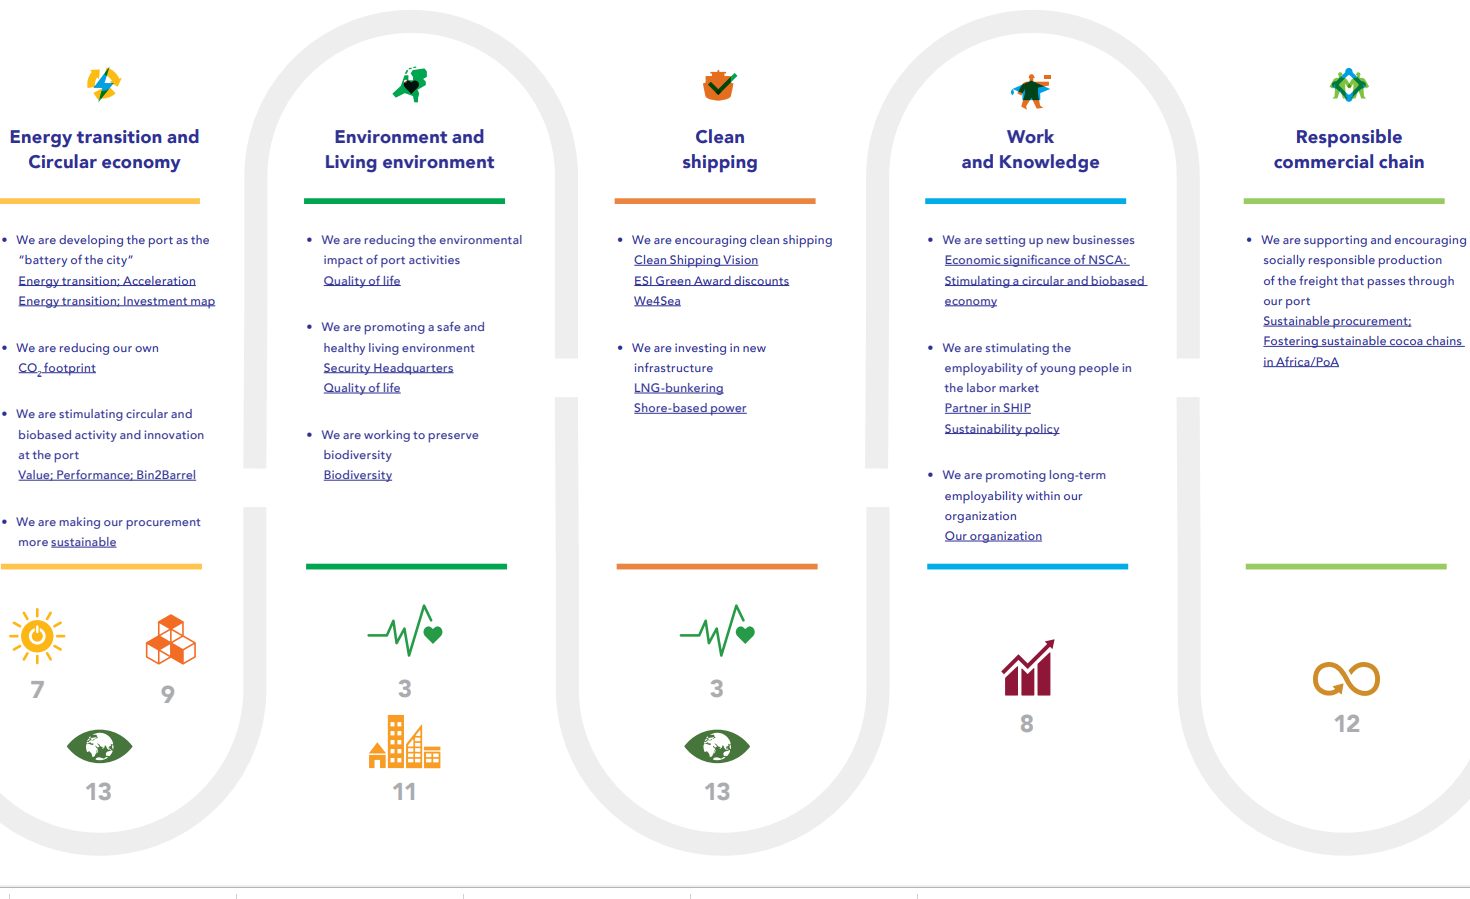 Energy transition and
Circular economy
• We are developing the port as the
“battery of the city”
Energy transition; Acceleration
Energy transition; Investment map
• We are reducing our own
CO2 footprint
• We are stimulating circular and
biobased activity and innovation
at the port
Value; Performance; Bin2Barrel
• We are making our procurement
more sustainable
7
9
13
Environment and
Living environment
• We are reducing the environmental
impact of port activities
Quality of life
• We are promoting a safe and
healthy living environment
Security Headquarters
Quality of life
• We are working to preserve
biodiversity
Biodiversity
3
11
Clean
shipping
• We are encouraging clean shipping
Clean Shipping Vision
ESI Green Award discounts
We4Sea
• We are investing in new
infrastructure
LNG-bunkering
Shore-based power
3
13
Work
and Knowledge
• We are setting up new businesses
Economic significance of NSCA:
Stimulating a circular and biobased
economy
• We are stimulating the
employability of young people in
the labor market
Partner in SHIP
Sustainability policy
• We are promoting long-term
employability within our
organization
Our organization
8
Responsible
commercial chain
• We are supporting and encouraging
socially responsible production
of the freight that passes through
our port
Sustainable procurement;
Fostering sustainable cocoa chains
in Africa/PoA
12